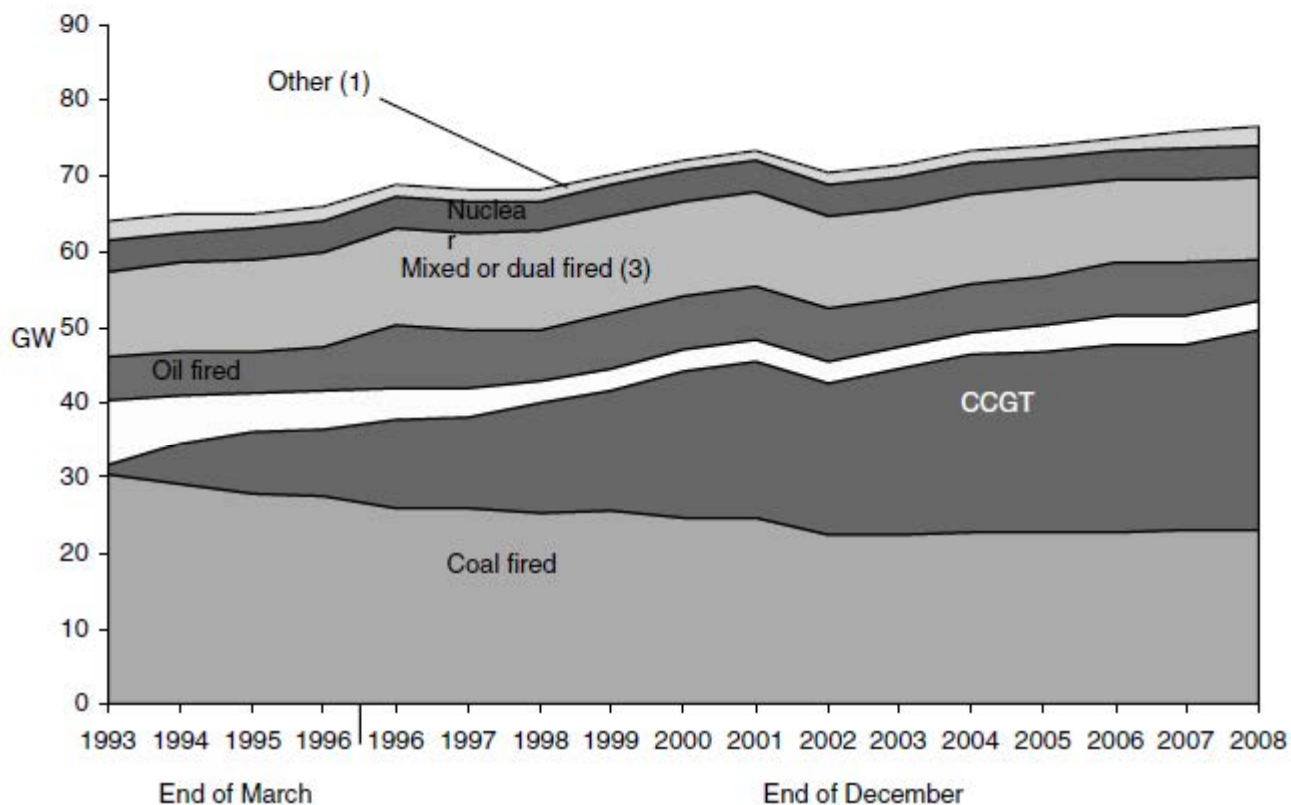 90
80
70
60
50
40
30
20
10
0
GW
Other (1)
Nuclea
r
Mixed or dual fired (3)
Oil fired
CCGT
Coal fired
1993 1994 1995 1996 1996 1997 1998 1999 2000 2001 2002 2003 2004 2005 2006 2007 2008
End of March End of December